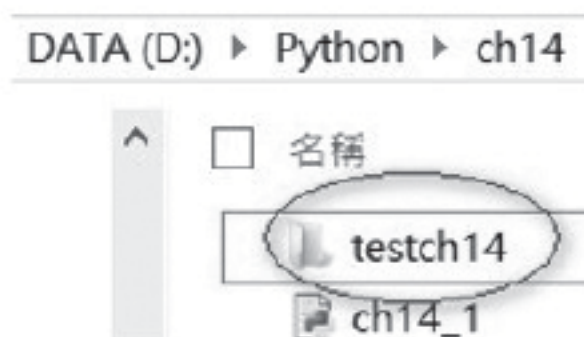 DATA (D:) ▸ Python ▸ ch14
名稱
testch14
ch14_1